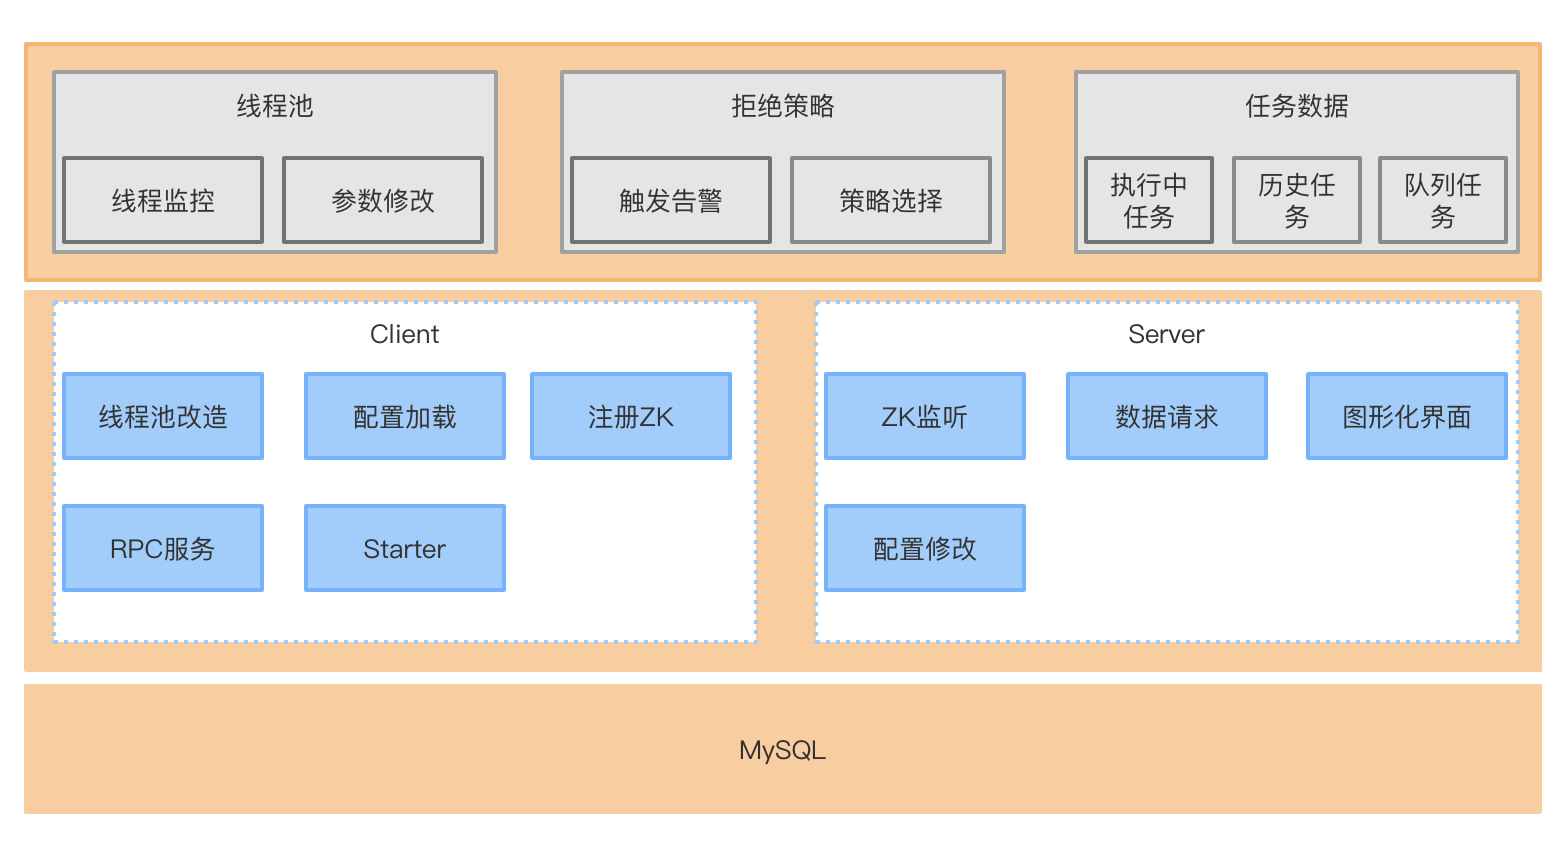 线程池
线程监控
参数修改
拒绝策略
触发告警
策略选择
任务数据
执行中
任务
历史任
务
队列任
务
Client
线程池改造
配置加载
注册ZK
RPC服务
Starter
Server
ZK监听
数据请求
图形化界面
配置修改
MySQL